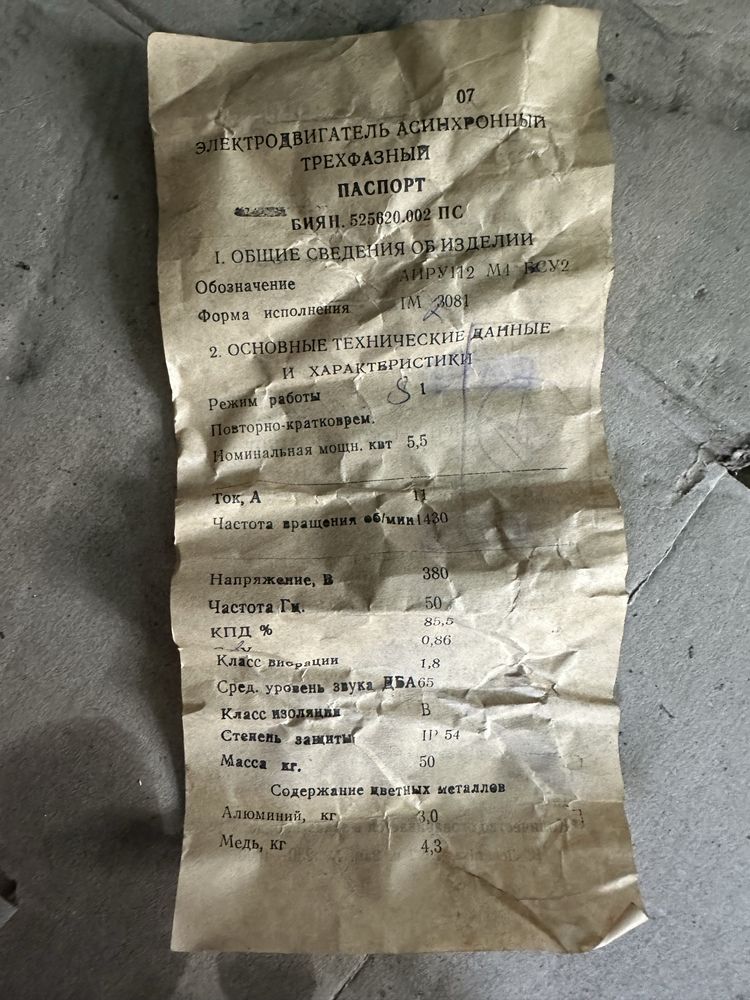 07
ЭЛЕКТРОДВИГАТЕЛЬ АСИНХРОННЫЙ
ТРЕХФАЗНЫЙ
ПАСПОРТ
БИЯН. 525620.002 ПС
1. ОБЩИЕ СВЕДЕНИЯ ОБ ИЗДЕЛИИ
Обозначение АИРУ112 М4 БСУ2
Форма исполнения IM 3081
2. ОСНОВНЫЕ ТЕХНИЧЕСКИЕ ДАННЫЕ
И ХАРАКТЕРИСТИКИ
Режим работы S 1
Повторно-кратковрем.
Номинальная мощн. квт 5,5
Ток, А 11
Частота вращения об/мин 1430
Напряжение, В 380
Частота Гц. 50
КПД % 85,5
0,86
Класс вибрации 1,8
Сред. уровень звука ДБА 65
Класс изоляции В
Степень защиты IP 54
Масса кг. 50
Содержание цветных металлов
Алюминий, кг 3,0
Медь, кг 4,3